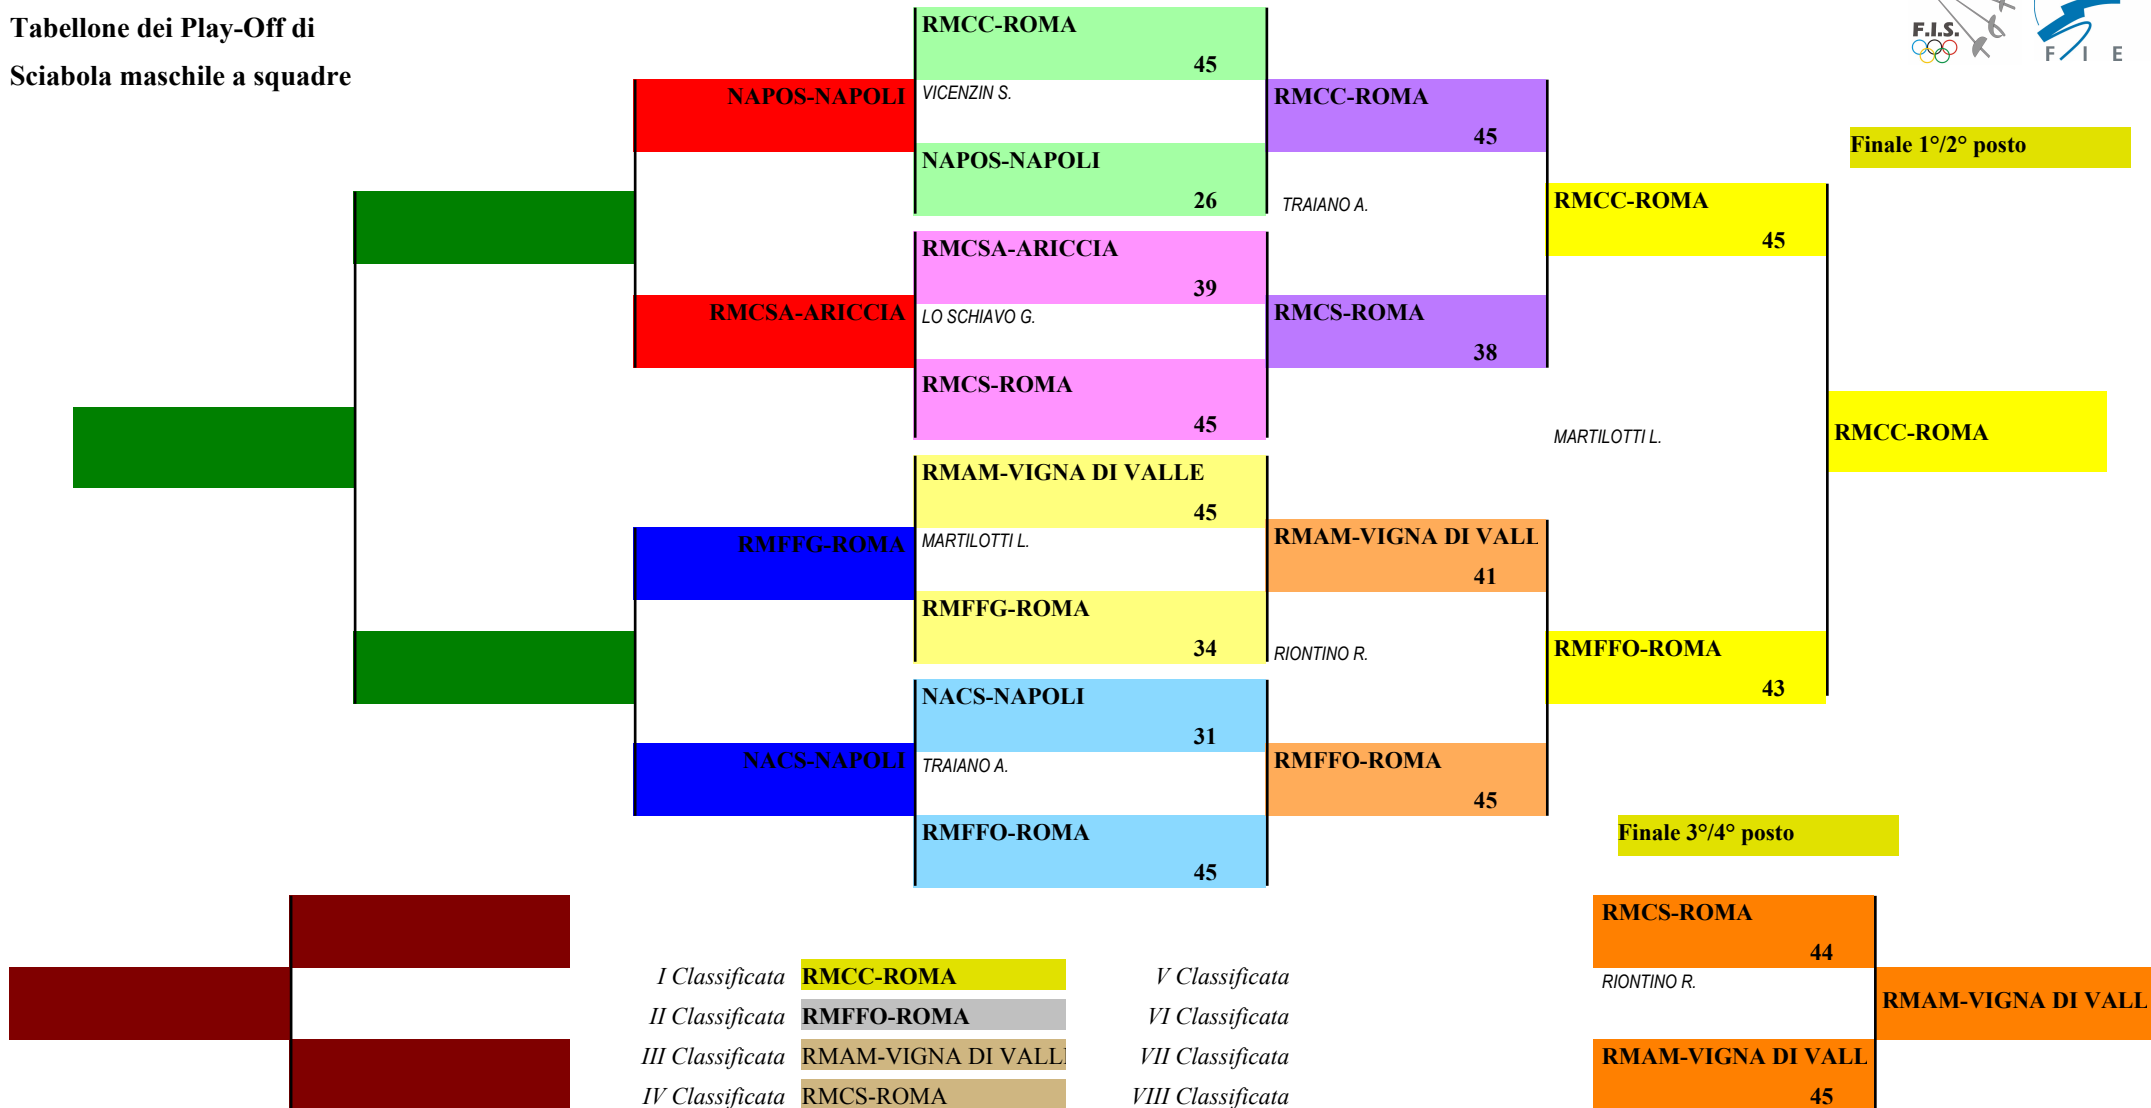 Tabellone dei Play-Off di
Sciabola maschile a squadre
F.I.S.
F I E
RMCC-ROMA
45
VICENZIN S.
NAPOS-NAPOLI
26
RMCSA-ARICCIA
39
LO SCHIAVO G.
RMCS-ROMA
45
RMAM-VIGNA DI VALLE
45
MARTILOTTI L.
RMFFG-ROMA
34
NACS-NAPOLI
31
TRAIANO A.
RMFFO-ROMA
45
NAPOS-NAPOLI
RMCSA-ARICCIA
RMFFG-ROMA
NACS-NAPOLI
RMCC-ROMA
45
TRAIANO A.
RMCS-ROMA
38
RMAM-VIGNA DI VALL
41
RIONTINO R.
RMFFO-ROMA
45
Finale 1°/2° posto
RMCC-ROMA
45
MARTILOTTI L.
RMFFO-ROMA
43
RMCC-ROMA
Finale 3°/4° posto
RMCS-ROMA
44
RIONTINO R.
RMAM-VIGNA DI VALL
45
RMAM-VIGNA DI VALL
I Classificata RMCC-ROMA
II Classificata RMFFO-ROMA
III Classificata RMAM-VIGNA DI VALL
IV Classificata RMCS-ROMA
V Classificata
VI Classificata
VII Classificata
VIII Classificata